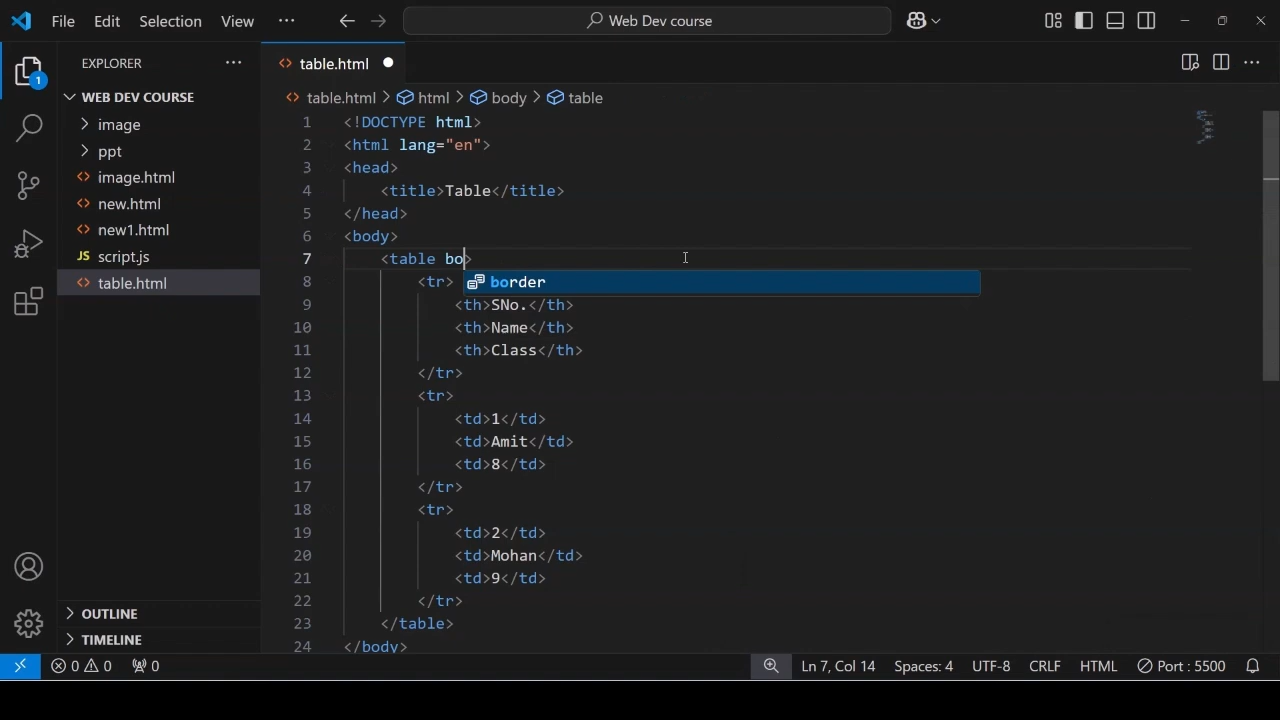 File Edit Selection View ··· Web Dev course
EXPLORER ···
1
WEB DEV COURSE
image
ppt
image.html
new.html
new1.html
JS script.js
table.html
OUTLINE
TIMELINE
table.html
table.html > html > body > table
1 <!DOCTYPE html>
2 <html lang="en">
3 <head>
4 <title>Table</title>
5 </head>
6 <body>
7 <table bo>
border
8 <tr>
9 <th>SNo.</th>
10 <th>Name</th>
11 <th>Class</th>
12 </tr>
13 <tr>
14 <td>1</td>
15 <td>Amit</td>
16 <td>8</td>
17 </tr>
18 <tr>
19 <td>2</td>
20 <td>Mohan</td>
21 <td>9</td>
22 </tr>
23 </table>
24 </body>
0 0 0 Ln 7, Col 14 Spaces: 4 UTF-8 CRLF HTML Port : 5500